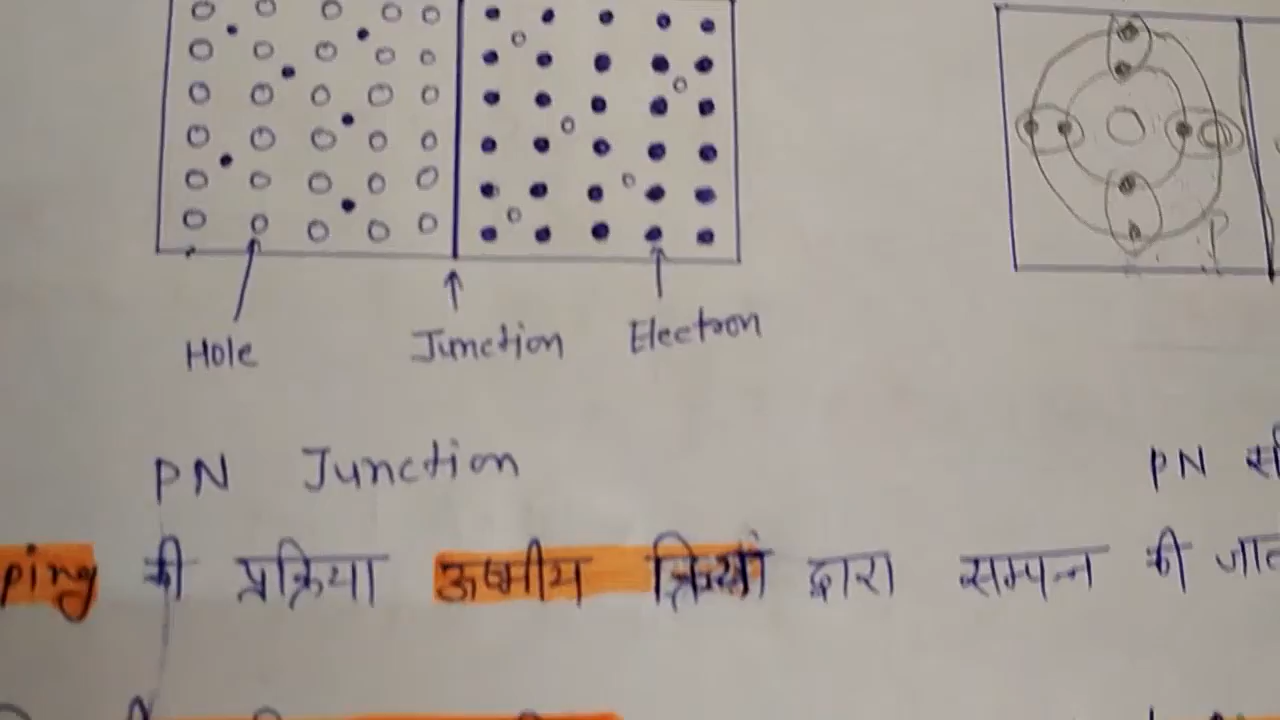 Hole
Junction
Electron
P
PN Junction
PN
ping की प्रक्रिया ऊष्मीय क्रिया द्वारा सम्पन्न की जात